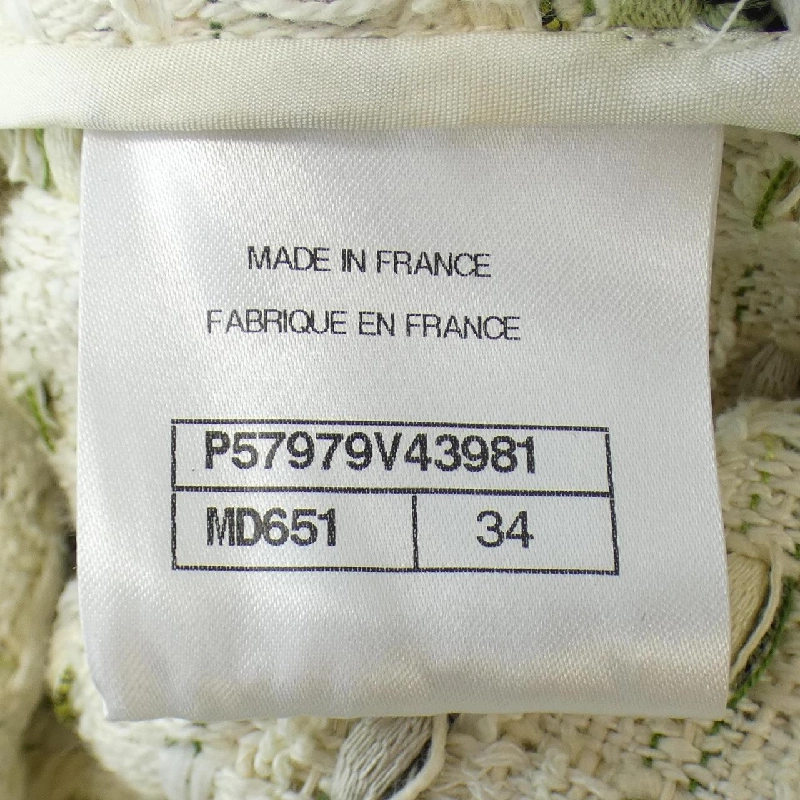 MADE IN FRANCE
FABRIQUE EN FRANCE
P57979V43981
MD651 34